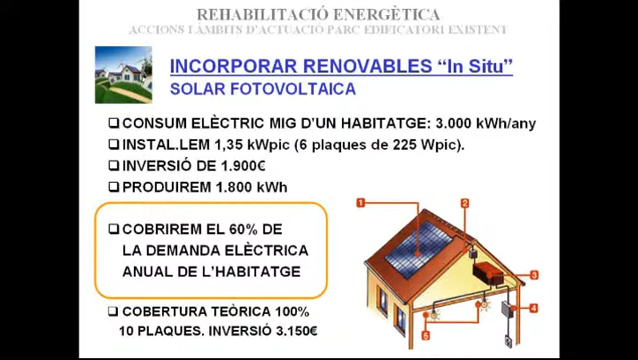 REHABILITACIÓ ENERGÈTICA
ACCIONS I ÀMBITS D'ACTUACIÓ PARC EDIFICATORI EXISTENT
INCORPORAR RENOVABLES “In Situ”
SOLAR FOTOVOLTAICA
CONSUM ELÈCTRIC MIG D'UN HABITATGE: 3.000 kWh/any
INSTAL.LEM 1,35 kWpic (6 plaques de 225 Wpic).
INVERSIÓ DE 1.900€
PRODUIREM 1.800 kWh
COBRIREM EL 60% DE
LA DEMANDA ELÈCTRICA
ANUAL DE L'HABITATGE
COBERTURA TEÒRICA 100%
10 PLAQUES. INVERSIÓ 3.150€
1
2
3
4
5